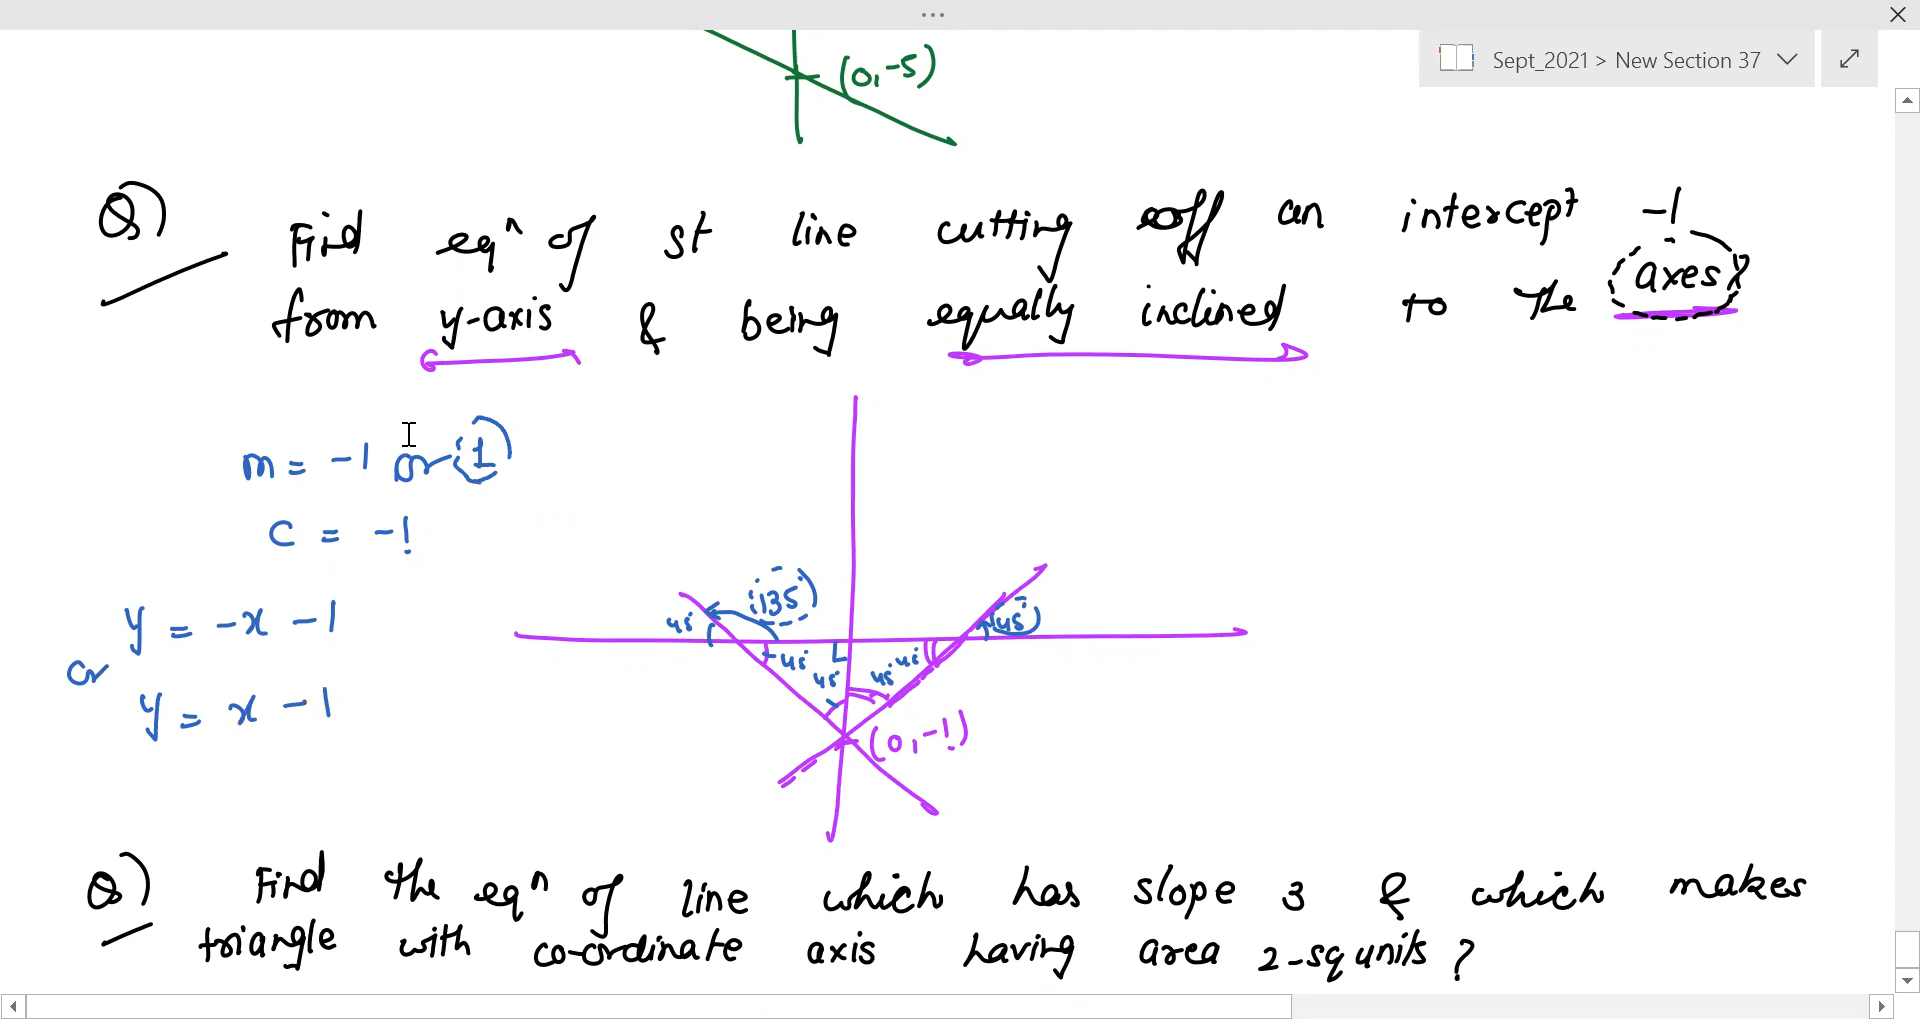 Sept_2021 > New Section 37
(0,-5)
Q) Find eqn of st line cutting off an intercept -1
from y-axis & being equally inclined to the axes?
m = -1 or 1
c = -1
y = -x -1
or
y = x -1
135
45
45
45
45
45
45
(0,-1)
Q) Find the eqn of line which has slope 3 & which makes
triangle with co-ordinate axis having area 2-sq units ?